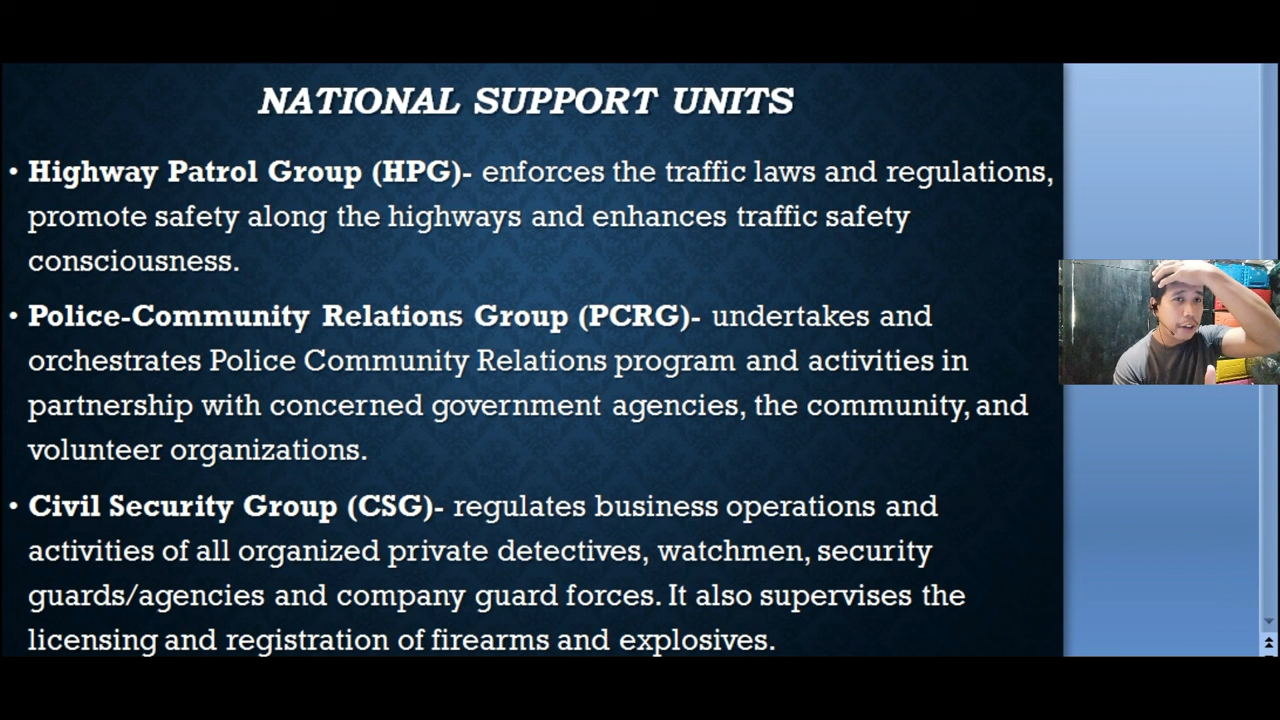 NATIONAL SUPPORT UNITS
• Highway Patrol Group (HPG)- enforces the traffic laws and regulations,
promote safety along the highways and enhances traffic safety
consciousness.
• Police-Community Relations Group (PCRG)- undertakes and
orchestrates Police Community Relations program and activities in
partnership with concerned government agencies, the community, and
volunteer organizations.
• Civil Security Group (CSG)- regulates business operations and
activities of all organized private detectives, watchmen, security
guards/agencies and company guard forces. It also supervises the
licensing and registration of firearms and explosives.